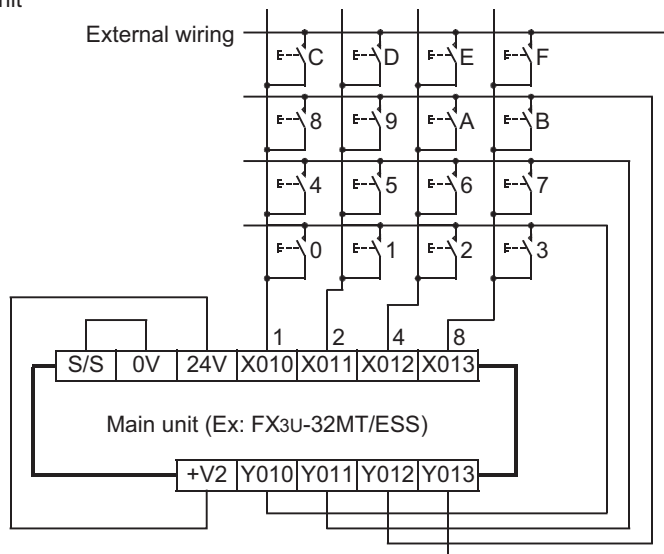 nit
External wiring
C D E F
8 9 A B
4 5 6 7
0 1 2 3
1 2 4 8
S/S 0V 24V X010 X011 X012 X013
Main unit (Ex: FX3U-32MT/ESS)
+V2 Y010 Y011 Y012 Y013